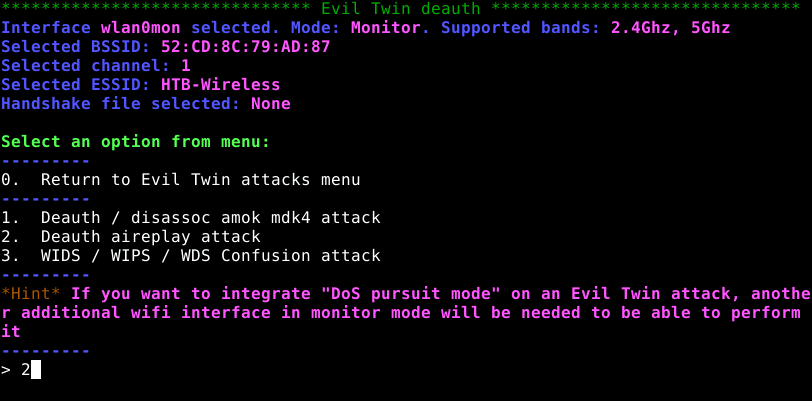 ******************************* Evil Twin deauth *******************************
Interface wlan0mon selected. Mode: Monitor. Supported bands: 2.4Ghz, 5Ghz
Selected BSSID: 52:CD:8C:79:AD:87
Selected channel: 1
Selected ESSID: HTB-Wireless
Handshake file selected: None
Select an option from menu:
---------
0.  Return to Evil Twin attacks menu
---------
1.  Deauth / disassoc amok mdk4 attack
2.  Deauth aireplay attack
3.  WIDS / WIPS / WDS Confusion attack
---------
*Hint* If you want to integrate "DoS pursuit mode" on an Evil Twin attack, anothe
r additional wifi interface in monitor mode will be needed to be able to perform
it
---------
> 2